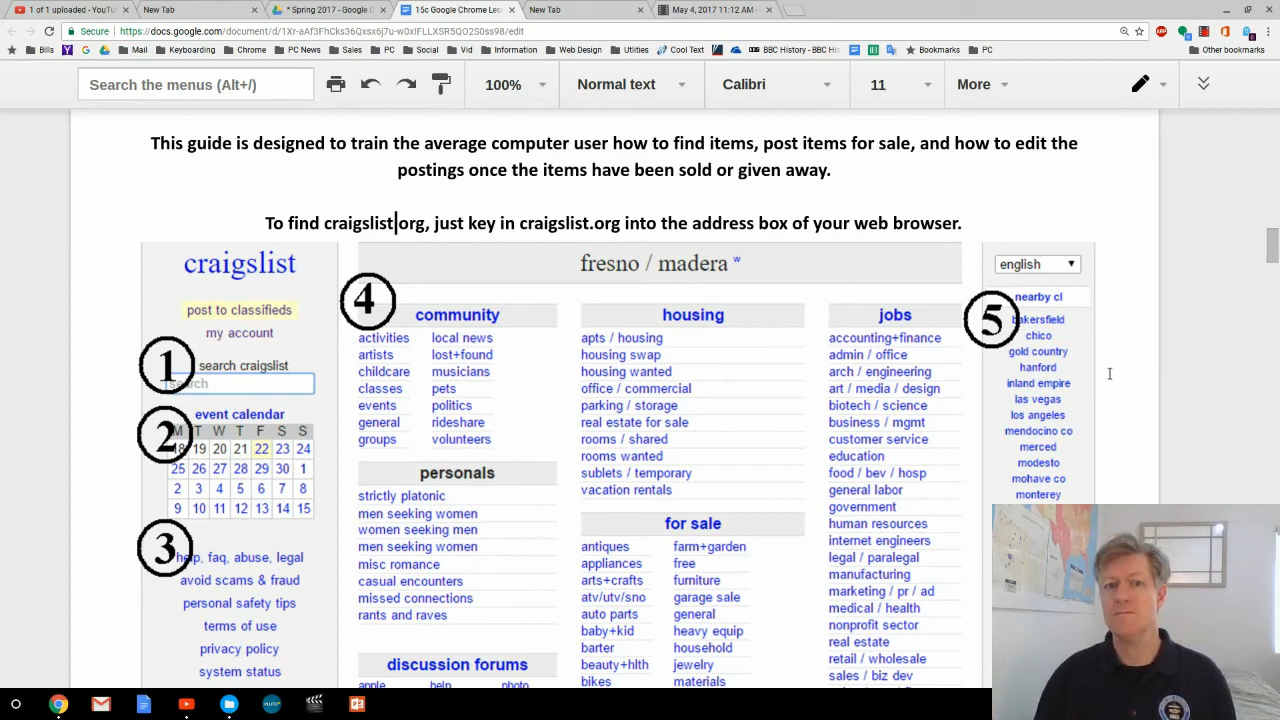 1 of 1 uploaded - YouTu
New Tab
* Spring 2017 - Google D
15c Google Chrome Les
New Tab
May 4, 2017 11:12 AM -
Secure
https://docs.google.com/document/d/1Xr-aAf3FhCks36Qxsx6j7u-w0xIFLLXSR5QO2S0ss98/edit
Bills
Mail
Keyboarding
Chrome
PC News
Sales
PC
Social
Vid
Information
Web Design
Utilities
Cool Text
BBC History - BBC His
Bookmarks
PC
Other bookmarks
Search the menus (Alt+/)
100%
Normal text
Calibri
11
More
This guide is designed to train the average computer user how to find items, post items for sale, and how to edit the
postings once the items have been sold or given away.
To find craigslist.org, just key in craigslist.org into the address box of your web browser.
craigslist
post to classifieds
my account
1
search craigslist
search
event calendar
2
M T W T F S S
18 19 20 21 22 23 24
25 26 27 28 29 30 1
2 3 4 5 6 7 8
9 10 11 12 13 14 15
3
help, faq, abuse, legal
avoid scams & fraud
personal safety tips
terms of use
privacy policy
system status
fresno / madera w
4
community
activities
artists
childcare
classes
events
general
groups
local news
lost+found
musicians
pets
politics
rideshare
volunteers
personals
strictly platonic
men seeking women
women seeking men
men seeking women
misc romance
casual encounters
missed connections
rants and raves
discussion forums
apple
help
photo
housing
apts / housing
housing swap
housing wanted
office / commercial
parking / storage
real estate for sale
rooms / shared
rooms wanted
sublets / temporary
vacation rentals
for sale
antiques
appliances
arts+crafts
atv/utv/sno
auto parts
baby+kid
barter
beauty+hlth
bikes
farm+garden
free
furniture
garage sale
general
heavy equip
household
jewelry
materials
jobs
accounting+finance
admin / office
arch / engineering
art / media / design
biotech / science
business / mgmt
customer service
education
food / bev / hosp
general labor
government
human resources
internet engineers
legal / paralegal
manufacturing
marketing / pr / ad
medical / health
nonprofit sector
real estate
retail / wholesale
sales / biz dev
english
5
nearby cl
bakersfield
chico
gold country
hanford
inland empire
las vegas
los angeles
mendocino co
merced
modesto
mohave co
monterey